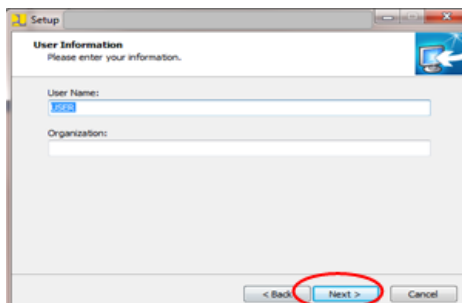 Setup
User Information
Please enter your information.
User Name:
USER
Organization:
< Back
Next >
Cancel